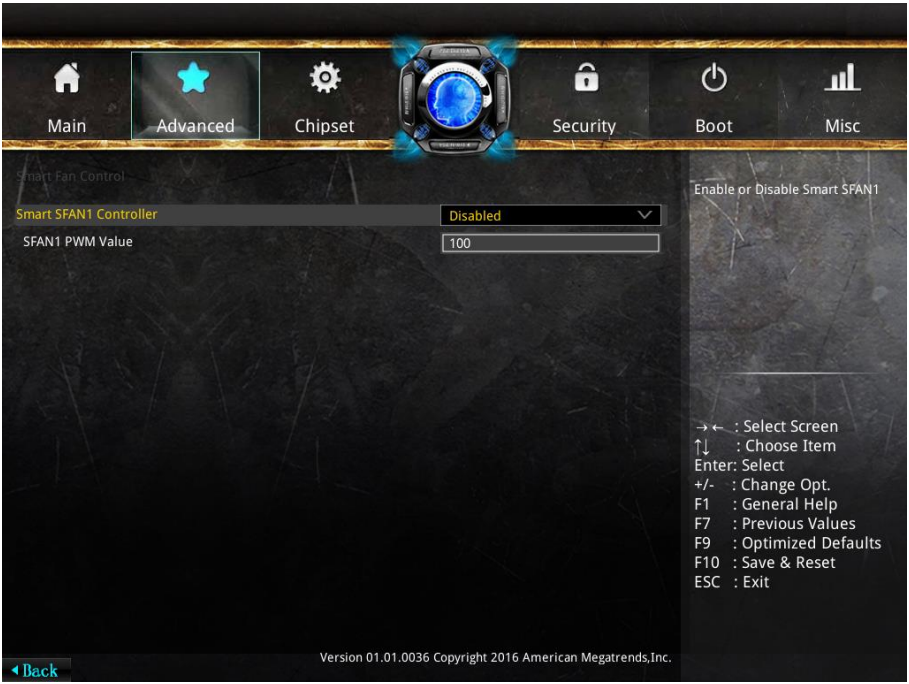 Main
Advanced
Chipset
Security
Boot
Misc
Smart Fan Control
Smart SFAN1 Controller
Disabled
SFAN1 PWM Value
100
Enable or Disable Smart SFAN1
→← : Select Screen
↑↓ : Choose Item
Enter: Select
+/- : Change Opt.
F1 : General Help
F7 : Previous Values
F9 : Optimized Defaults
F10 : Save & Reset
ESC : Exit
Version 01.01.0036 Copyright 2016 American Megatrends,Inc.
Back